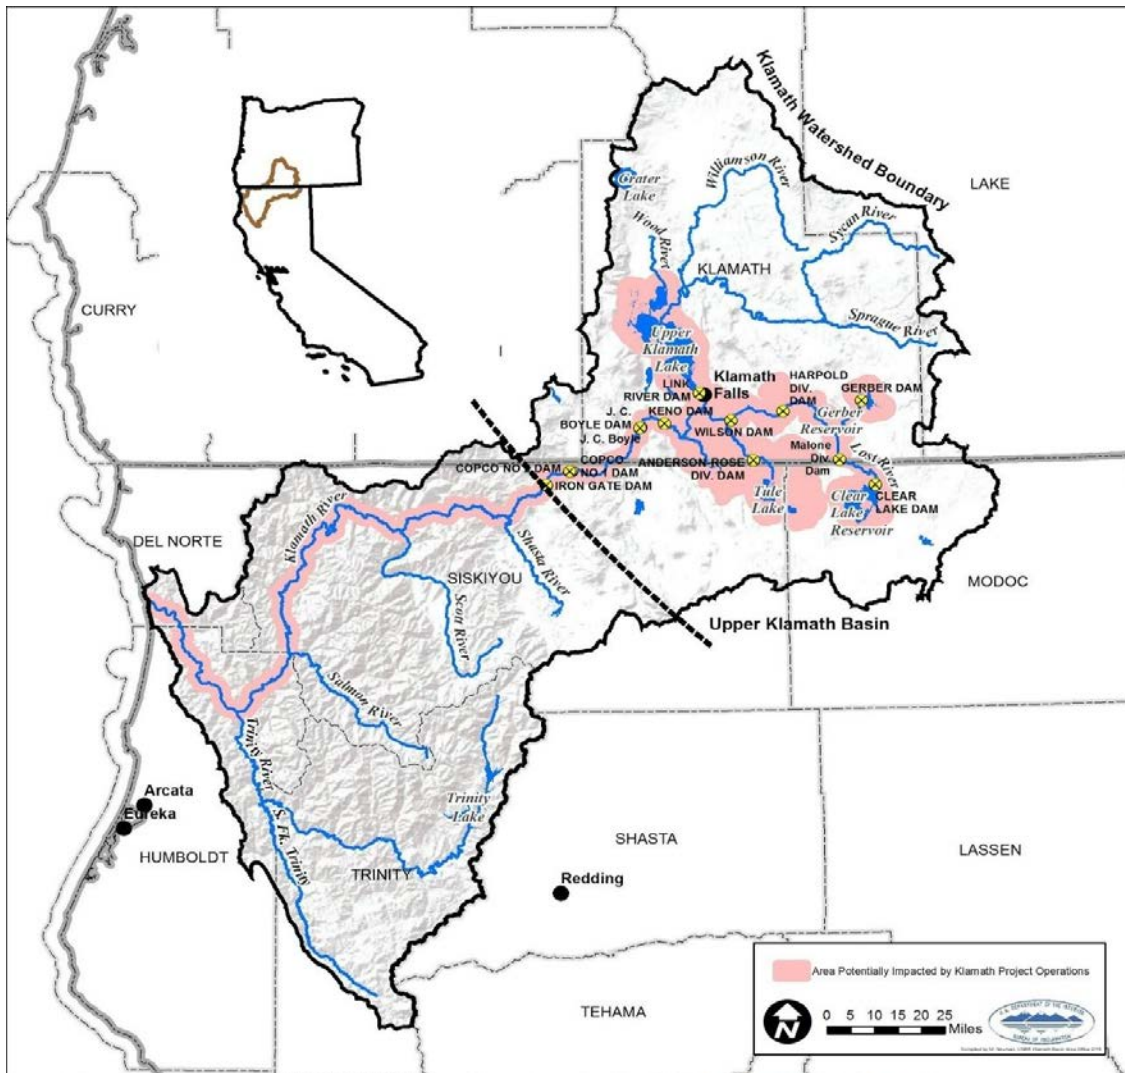 Klamath Watershed Boundary
LAKE
Crater
Lake
Williamson River
Wood River
Sycan River
KLAMATH
CURRY
Sprague River
Upper
Klamath
Lake
Klamath
Falls
LINK
RIVER DAM
HARPOLD
DIV.
DAM
GERBER DAM
J. C.
BOYLE DAM
KENO DAM
Gerber
Reservoir
WILSON DAM
J. C. Boyle
Malone
Div.
Dam
Lost River
COPCO
NO 1 DAM
ANDERSON-ROSE
DIV. DAM
IRON GATE DAM
CLEAR
LAKE DAM
Tule
Lake
Clear
Lake
Reservoir
Klamath River
DEL NORTE
Shasta River
SISKIYOU
MODOC
Scott River
Upper Klamath Basin
Salmon River
Trinity River
Arcata
Eureka
Trinity
Lake
HUMBOLDT
S. Fk. Trinity
TRINITY
SHASTA
LASSEN
Redding
TEHAMA
Area Potentially Impacted by Klamath Project Operations
N
0 5 10 15 20 25
Miles
BUREAU OF RECLAMATION